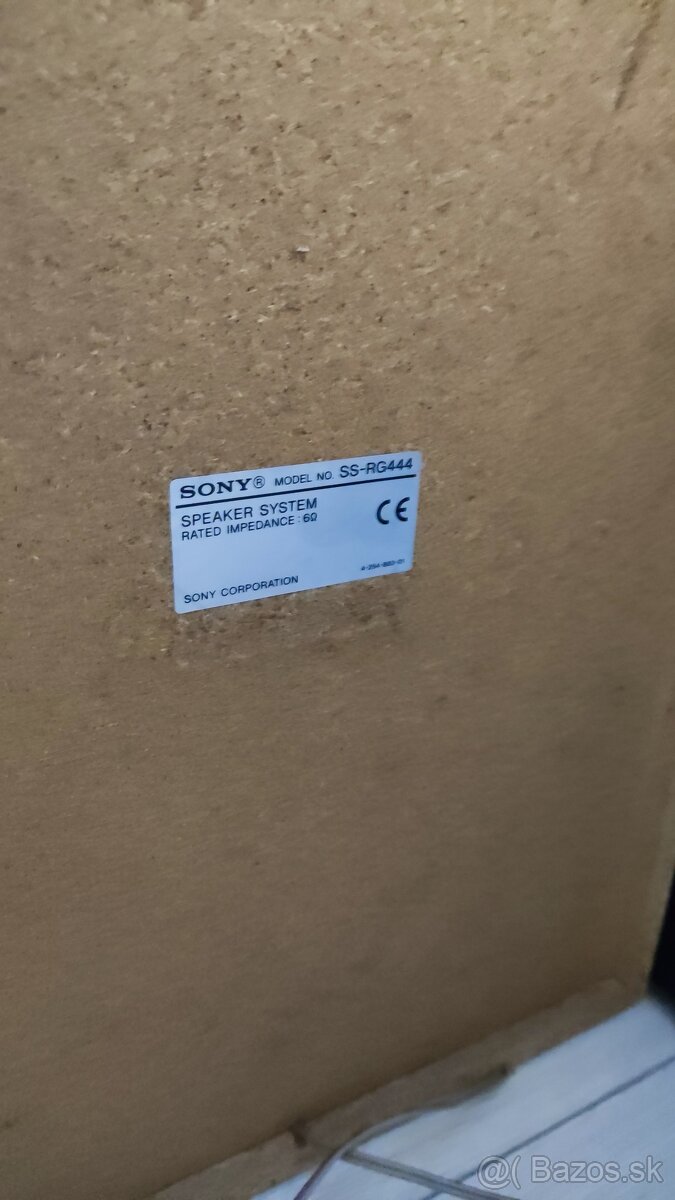 SONY® MODEL NO. SS-RG444
SPEAKER SYSTEM
RATED IMPEDANCE : 6Ω
CE
SONY CORPORATION
@( Bazos.sk